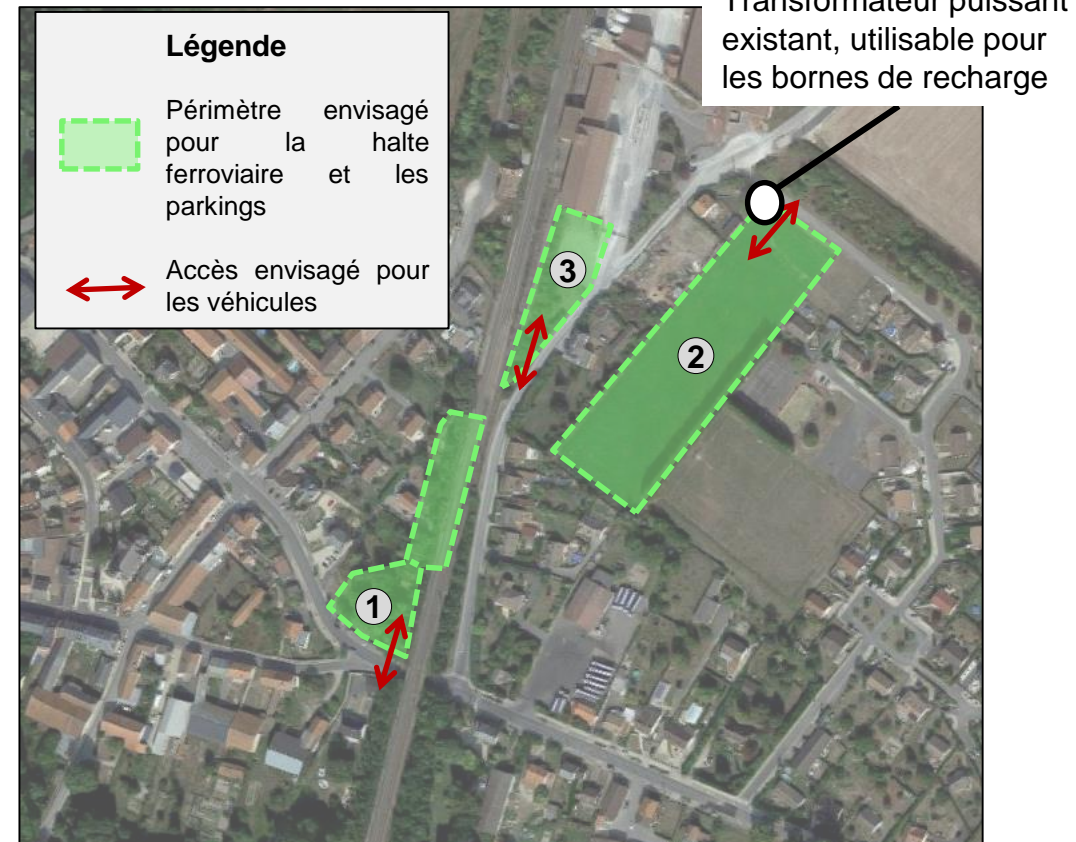 Transformateur puissant
existant, utilisable pour
les bornes de recharge
Légende
Périmètre envisagé
pour la halte
ferroviaire et les
parkings
Accès envisagé pour
les véhicules
3
2
1